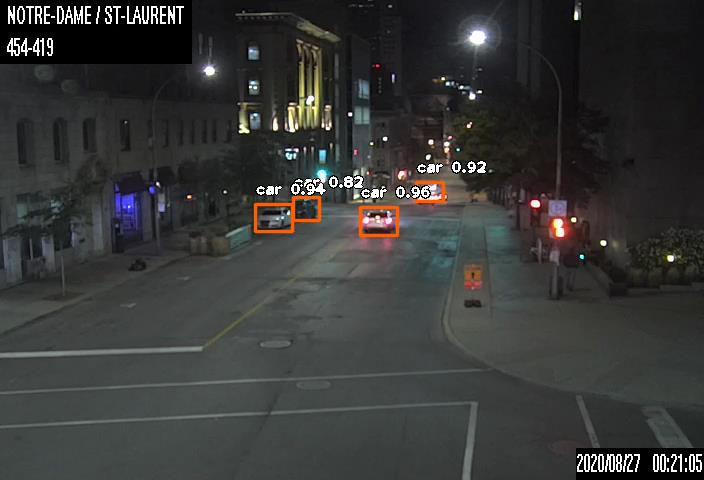 NOTRE-DAME / ST-LAURENT
454-419
car 0.92
car 0.82
car 0.94
car 0.96
2020/08/27 00:21:05